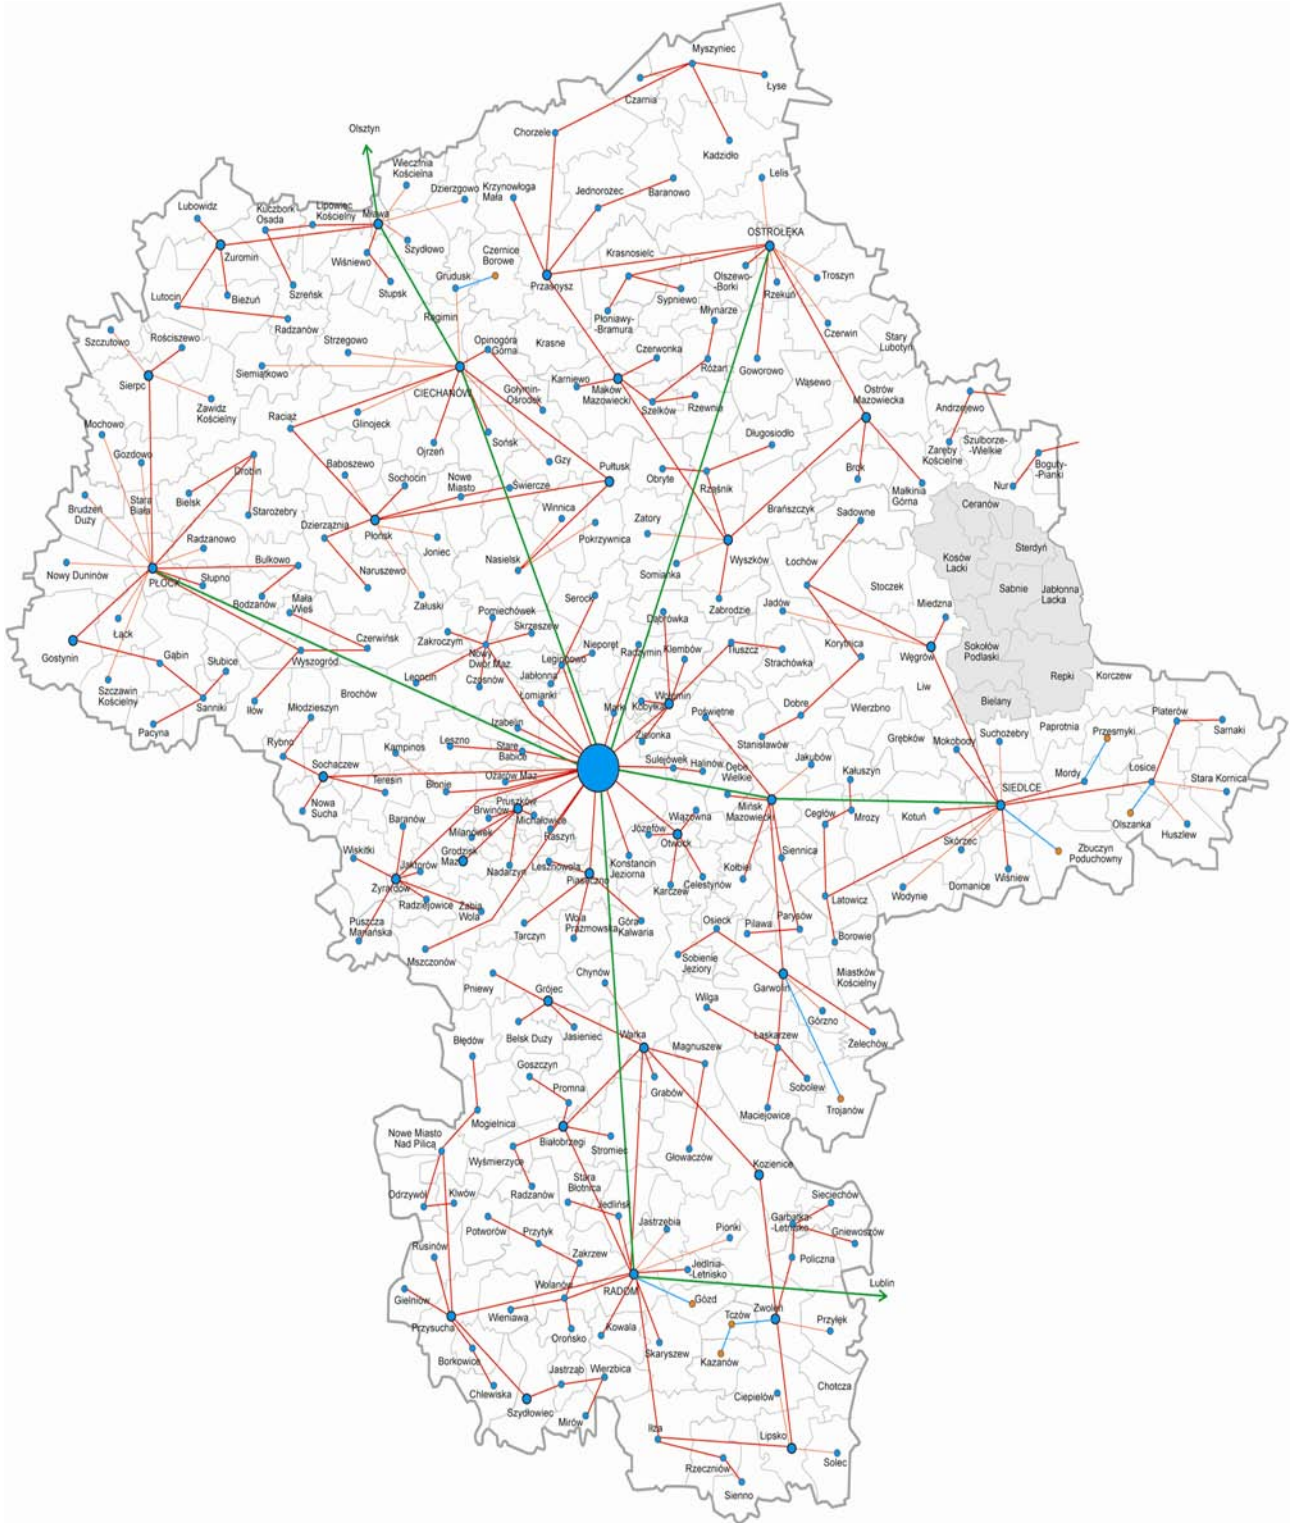 Myszyniec
Czarnia
Łyse
Olsztyn
Chorzele
Kadzidło
Wieczfnia
Kościelna
Lelis
Dzierzgowo
Krzynowłoga
Mała
Jednorożec
Baranowo
Lubowidz
Kuczbork
Osada
Lipowiec
Kościelny
Mława
OSTROŁĘKA
Szydłowo
Czernice
Borowe
Krasnosielc
Żuromin
Wiśniewo
Grudusk
Olszewo-
-Borki
Troszyn
Przasnysz
Rzekuń
Lutocin
Bieżuń
Szreńsk
Stupsk
Sypniewo
Młynarze
Płoniawy-
-Bramura
Regimin
Radzanów
Czerwin
Szczutowo
Rościszewo
Strzegowo
Opinogóra
Górna
Krasne
Czerwonka
Stary
Lubotyń
Siemiątkowo
Różan
Goworowo
Sierpc
Karniewo
Maków
Mazowiecki
Wąsewo
Ostrów
Mazowiecka
CIECHANÓW
Gołymin-
Ośrodek
Szelków
Rzewnie
Andrzejewo
Zawidz
Kościelny
Raciąż
Glinojeck
Mochowo
Ojrzeń
Sońsk
Długosiodło
Szulborze-
-Wielkie
Zaręby
Kościelne
Gozdowo
Drobin
Baboszewo
Gzy
Pułtusk
Brok
Boguty-
-Pianki
Sochocin
Nowe
Miasto
Świercze
Obryte
Rząśnik
Nur
Małkinia
Górna
Brudzeń
Duży
Stara
Biała
Bielsk
Staroźreby
Winnica
Brańszczyk
Sadowne
Ceranów
Dzierzążnia
Płońsk
Zatory
Radzanowo
Joniec
Pokrzywnica
Sterdyń
Kosów
Lacki
Nowy Duninów
PŁOCK
Słupno
Bulkowo
Nasielsk
Wyszków
Łochów
Naruszewo
Somianka
Stoczek
Sabnie
Jabłonna
Lacka
Bodzanów
Mała
Wieś
Załuski
Serock
Zabrodzie
Jadów
Miedzna
Pomiechówek
Dąbrówka
Łąck
Czerwińsk
Zakroczym
Skrzeszew
Nieporęt
Radzymin
Klembów
Tłuszcz
Korytnica
Węgrów
Sokołów
Podlaski
Gostynin
Gąbin
Wyszogród
Nowy
Dwór Maz.
Legionowo
Strachówka
Słubice
Leoncin
Czosnów
Jabłonna
Repki
Korczew
Szczawin
Kościelny
Brochów
Łomianki
Wołomin
Kobyłka
Liw
Sanniki
Iłów
Młodzieszyn
Marki
Poświętne
Dobre
Wierzbno
Bielany
Platerów
Pacyna
Izabelin
Paprotnia
Przesmyki
Sarnaki
Rybno
Kampinos
Leszno
Stare
Babice
Zielonka
Stanisławów
Grębków
Mokobody
Suchożebry
Sochaczew
Sulejówek
Halinów
Dębe
Wielkie
Jakubów
Kałuszyn
Mordy
Łosice
Stara Kornica
Teresin
Błonie
Ożarów Maz.
SIEDLCE
Nowa
Sucha
Pruszków
Brwinów
Michałowice
Wiązowna
Mińsk
Mazowiecki
Cegłów
Mrozy
Kotuń
Olszanka
Huszlew
Baranów
Milanówek
Raszyn
Józefów
Otwock
Skórzec
Zbuczyn
Poduchowny
Wiskitki
Jaktorów
Grodzisk
Maz.
Nadarzyn
Lesznowola
Konstancin
Jeziorna
Kołbiel
Siennica
Wiśniew
Żyrardów
Piaseczno
Karczew
Celestynów
Domanice
Wodynie
Radziejowice
Żabia
Wola
Latowicz
Puszcza
Mariańska
Tarczyn
Wola
Prażmowska
Góra
Kalwaria
Osieck
Pilawa
Parysów
Borowie
Mszczonów
Sobienie
Jeziory
Miastków
Kościelny
Pniewy
Grójec
Chynów
Garwolin
Wilga
Górzno
Belsk Duży
Jasieniec
Warka
Żelechów
Błędów
Magnuszew
Łaskarzew
Goszczyn
Grabów
Sobolew
Promna
Maciejowice
Trojanów
Mogielnica
Nowe Miasto
Nad Pilicą
Białobrzegi
Stromiec
Wyśmierzyce
Głowaczów
Kozienice
Stara
Błotnica
Odrzywół
Klwów
Radzanów
Jedlińsk
Sieciechów
Garbatka-
-Letnisko
Potworów
Przytyk
Jastrzębia
Pionki
Gniewoszów
Rusinów
Zakrzew
Jedlnia-
-Letnisko
Policzna
Lublin
Wolanów
RADOM
Gielniów
Wieniawa
Gózd
Przysucha
Tczów
Zwoleń
Przyłęk
Orońsko
Kowala
Skaryszew
Borkowice
Kazanów
Jastrząb
Wierzbica
Chlewiska
Ciepielów
Chotcza
Szydłowiec
Mirów
Iłża
Lipsko
Solec
Rzeczniów
Sienno